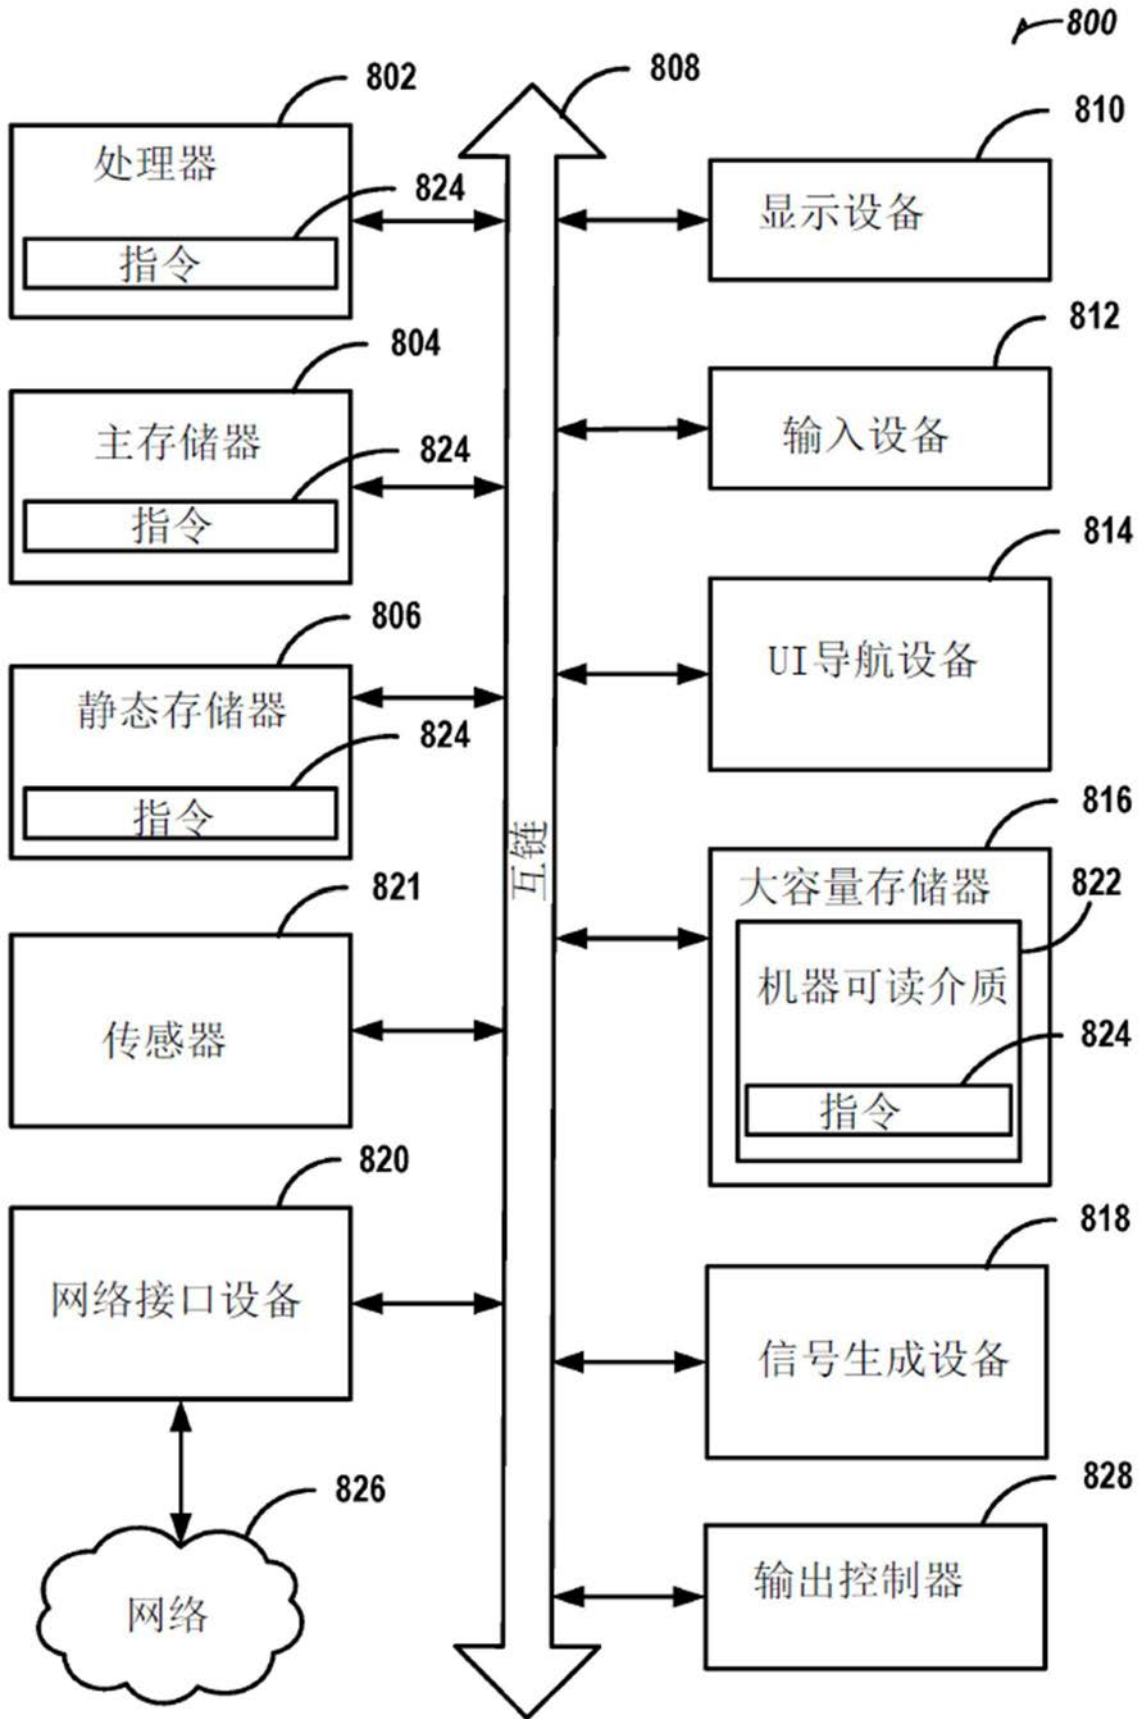 800
802
处理器
824
指令
804
主存储器
824
指令
806
静态存储器
824
指令
821
传感器
820
网络接口设备
826
网络
808
互链
810
显示设备
812
输入设备
814
UI导航设备
816
大容量存储器
822
机器可读介质
824
指令
818
信号生成设备
828
输出控制器